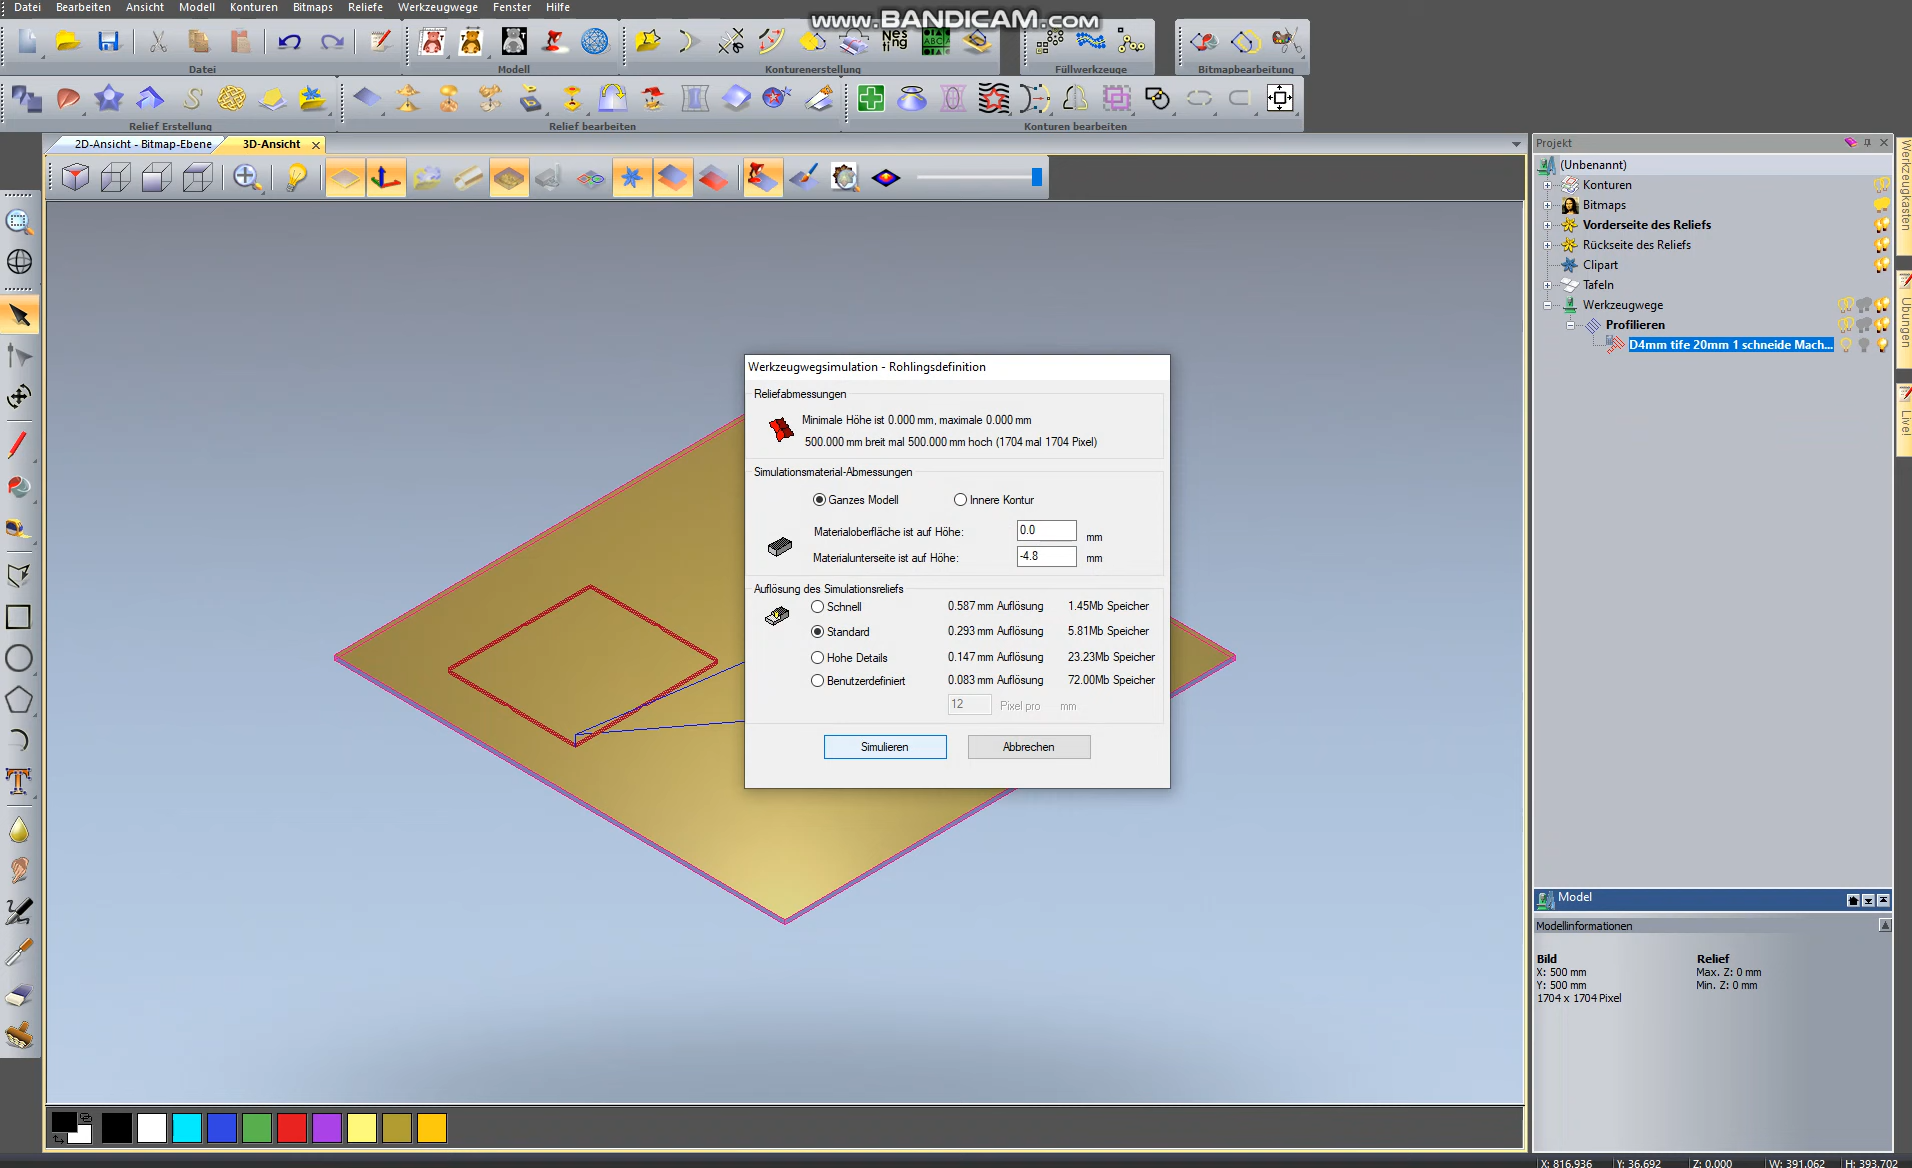 Datei Bearbeiten Ansicht Modell Konturen Bitmaps Reliefe Werkzeugwege Fenster Hilfe
www.BANDICAM.com
Nes
ting
ABC
Datei Modell Konturenerstellung Füllwerkzeuge Bitmapbearbeitung
Relief Erstellung Relief bearbeiten Konturen bearbeiten
2D-Ansicht - Bitmap-Ebene 3D-Ansicht
Projekt
(Unbenannt)
Konturen
Bitmaps
Vorderseite des Reliefs
Rückseite des Reliefs
Clipart
Tafeln
Werkzeugwege
Profilieren
D4mm tife 20mm 1 schneide Mach...
Werkzeugkasten
Übungen
Live!
Werkzeugwegsimulation - Rohlingsdefinition
Reliefabmessungen
Minimale Höhe ist 0.000 mm, maximale 0.000 mm
500.000 mm breit mal 500.000 mm hoch (1704 mal 1704 Pixel)
Simulationsmaterial-Abmessungen
Ganzes Modell Innere Kontur
Materialoberfläche ist auf Höhe: 0.0 mm
Materialunterseite ist auf Höhe: -4.8 mm
Auflösung des Simulationsreliefs
Schnell 0.587 mm Auflösung 1.45Mb Speicher
Standard 0.293 mm Auflösung 5.81Mb Speicher
Hohe Details 0.147 mm Auflösung 23.23Mb Speicher
Benutzerdefiniert 0.083 mm Auflösung 72.00Mb Speicher
12 Pixel pro mm
Simulieren Abbrechen
Model
Modellinformationen
Bild Relief
X: 500 mm Max. Z: 0 mm
Y: 500 mm Min. Z: 0 mm
1704 x 1704 Pixel
X: 816.936 Y: 36.692 Z: 0.000 W: 391.062 H: 393.702